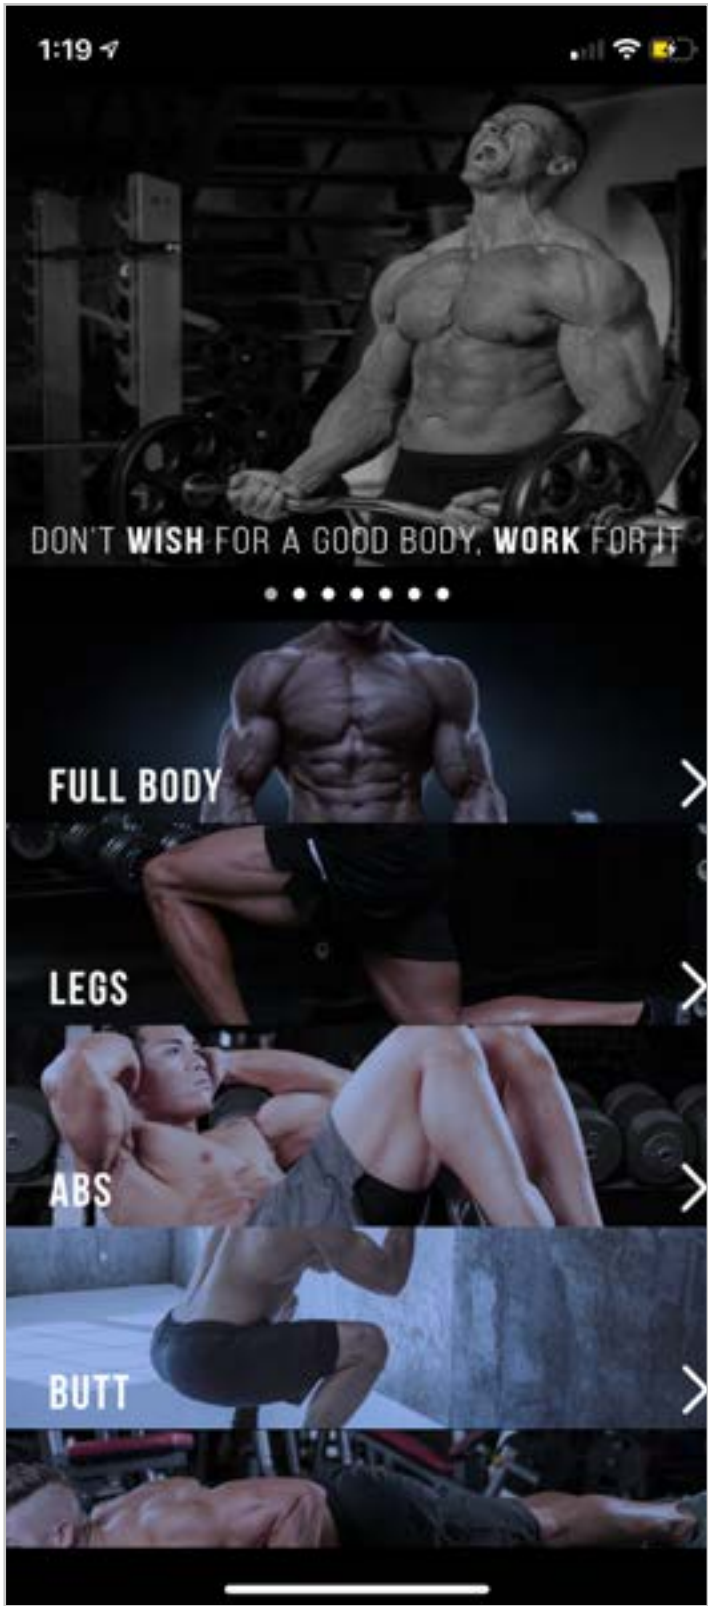 1:19
DON'T WISH FOR A GOOD BODY, WORK FOR IT
FULL BODY
LEGS
ABS
BUTT